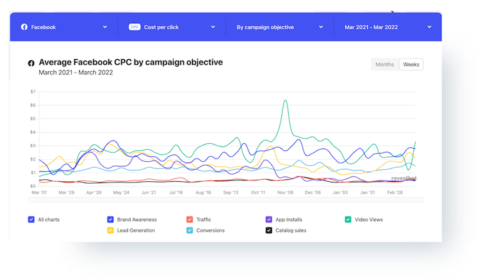 Facebook
CPC Cost per click
By campaign objective
Mar 2021 - Mar 2022
Average Facebook CPC by campaign objective
March 2021 - March 2022
Months Weeks
$7
$5
$4
$3
$2
$1
$0
Mar '10 Mar '29 Apr '26 May '24 Jun '21 Jul '19 Aug '16 Sep '13 Oct '11 Nov '08 Dec '06 Jan '03 Jan '31 Feb '28
revealbot
All charts
Brand Awareness
Traffic
App Installs
Video Views
Lead Generation
Conversions
Catalog sales